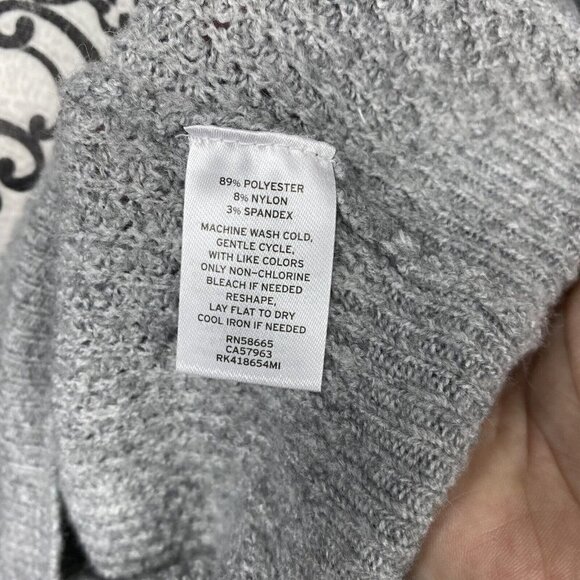 89% POLYESTER
8% NYLON
3% SPANDEX
MACHINE WASH COLD,
GENTLE CYCLE,
WITH LIKE COLORS
ONLY NON-CHLORINE
BLEACH IF NEEDED
RESHAPE,
LAY FLAT TO DRY
COOL IRON IF NEEDED
RN58665
CA57963
RK418654MI